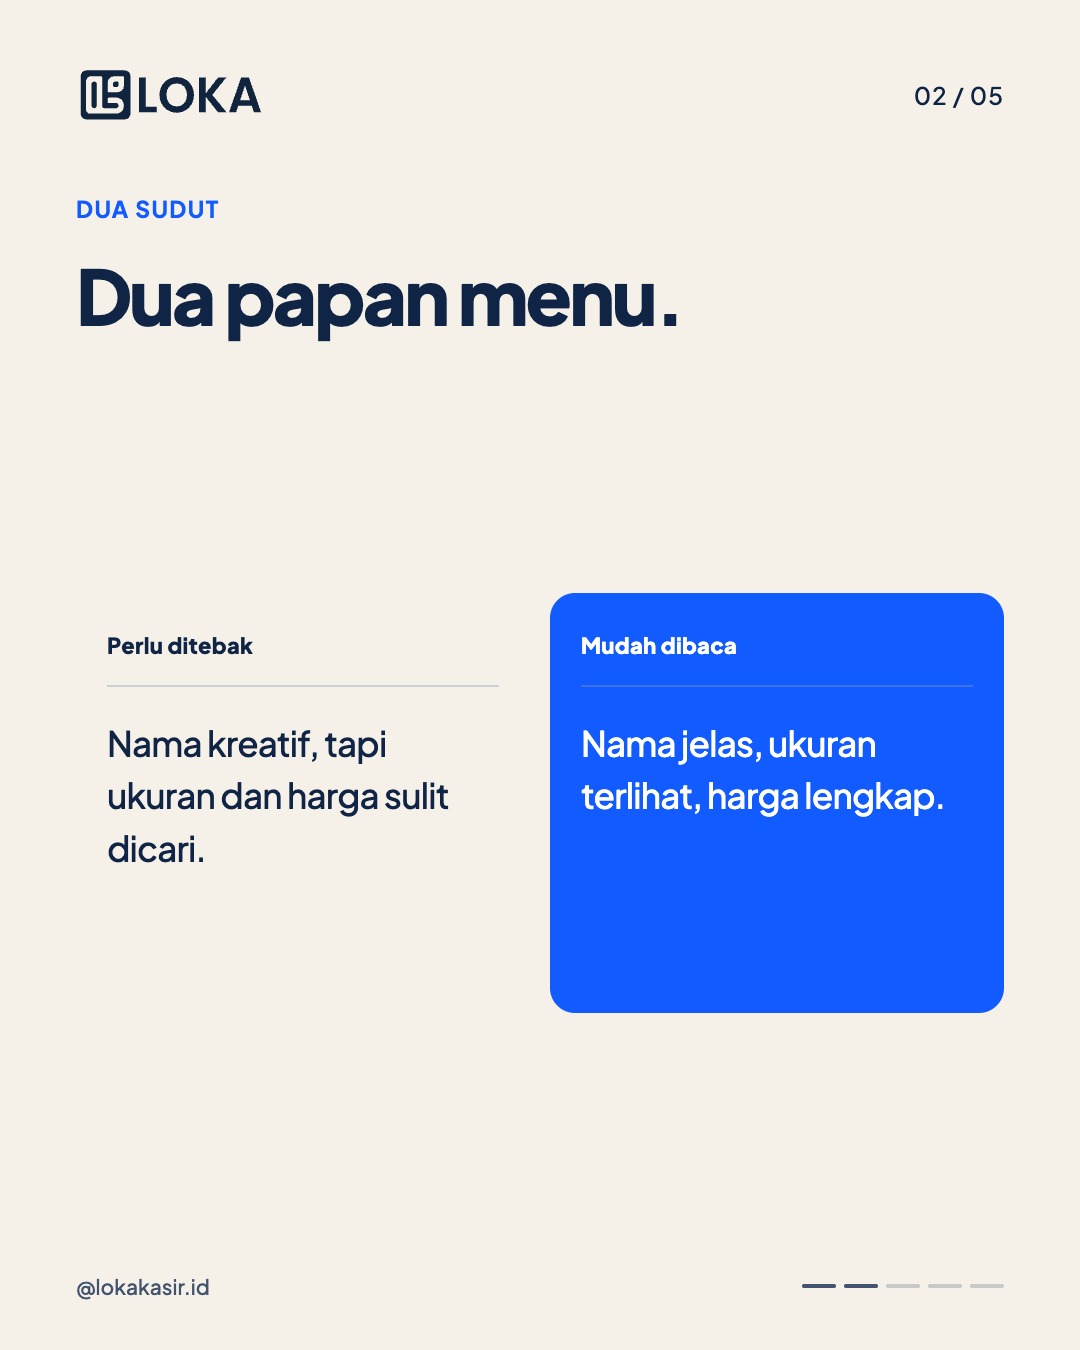 LOKA
02 / 05
DUA SUDUT
Dua papan menu.
Perlu ditebak
Nama kreatif, tapi
ukuran dan harga sulit
dicari.
Mudah dibaca
Nama jelas, ukuran
terlihat, harga lengkap.
@lokakasir.id